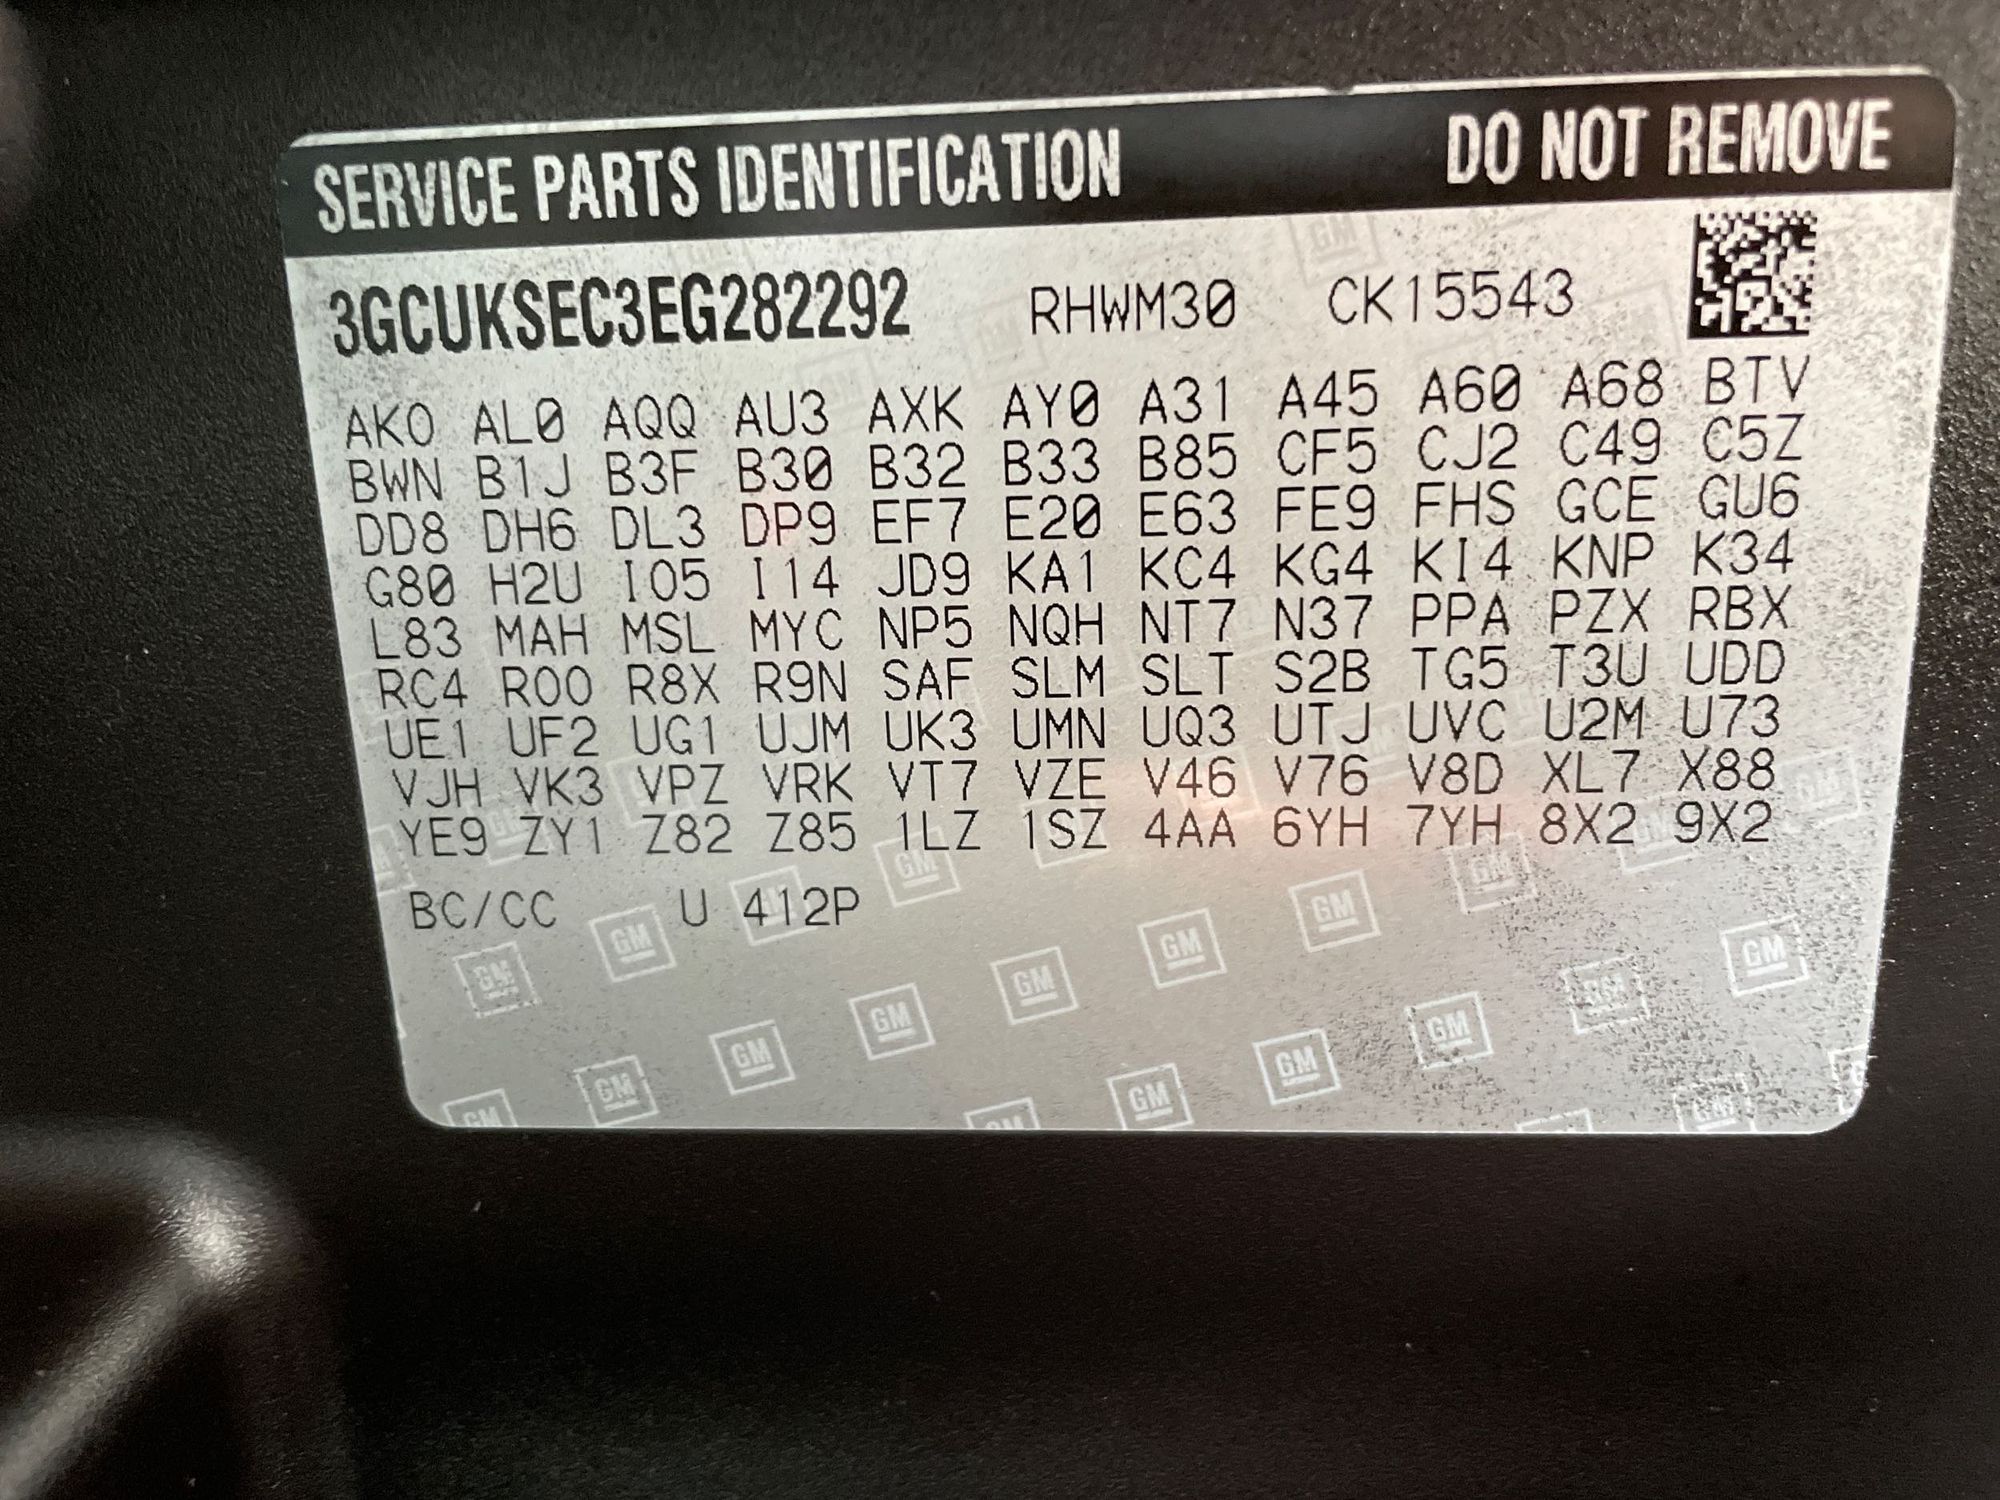 SERVICE PARTS IDENTIFICATION DO NOT REMOVE
3GCUKSEC3EG282292 RHWM30 CK15543
AKO AL0 AQQ AU3 AXK AY0 A31 A45 A60 A68 BTV
BWN B1J B3F B30 B32 B33 B85 CF5 CJ2 C49 C5Z
DD8 DH6 DL3 DP9 EF7 E20 E63 FE9 FHS GCE GU6
G80 H2U IO5 I14 JD9 KA1 KC4 KG4 KI4 KNP K34
L83 MAH MSL MYC NP5 NQH NT7 N37 PPA PZX RBX
RC4 ROO R8X R9N SAF SLM SLT S2B TG5 T3U UDD
UE1 UF2 UG1 UJM UK3 UMN UQ3 UTJ UVC U2M U73
VJH VK3 VPZ VRK VT7 VZE V46 V76 V8D XL7 X88
YE9 ZY1 Z82 Z85 1LZ 1SZ 4AA 6YH 7YH 8X2 9X2
BC/CC U 412P